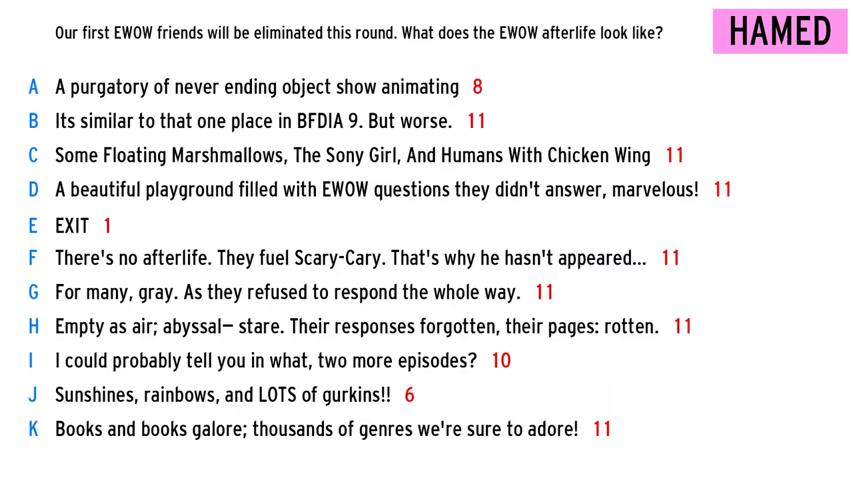 Our first EWOW friends will be eliminated this round. What does the EWOW afterlife look like?
HAMED
A A purgatory of never ending object show animating 8
B Its similar to that one place in BFDIA 9. But worse. 11
C Some Floating Marshmallows, The Sony Girl, And Humans With Chicken Wing 11
D A beautiful playground filled with EWOW questions they didn't answer, marvelous! 11
E EXIT 1
F There's no afterlife. They fuel Scary-Cary. That's why he hasn't appeared... 11
G For many, gray. As they refused to respond the whole way. 11
H Empty as air; abyssal— stare. Their responses forgotten, their pages: rotten. 11
I I could probably tell you in what, two more episodes? 10
J Sunshines, rainbows, and LOTS of gurkins!! 6
K Books and books galore; thousands of genres we're sure to adore! 11